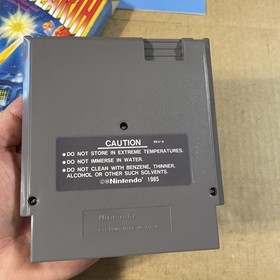 EARTH
CAUTION
REV-A
• DO NOT STORE IN EXTREME TEMPERATURES.
• DO NOT IMMERSE IN WATER.
• DO NOT CLEAN WITH BENZENE, THINNER,
ALCOHOL OR OTHER SUCH SOLVENTS.
©®Nintendo® 1985
Nintendo